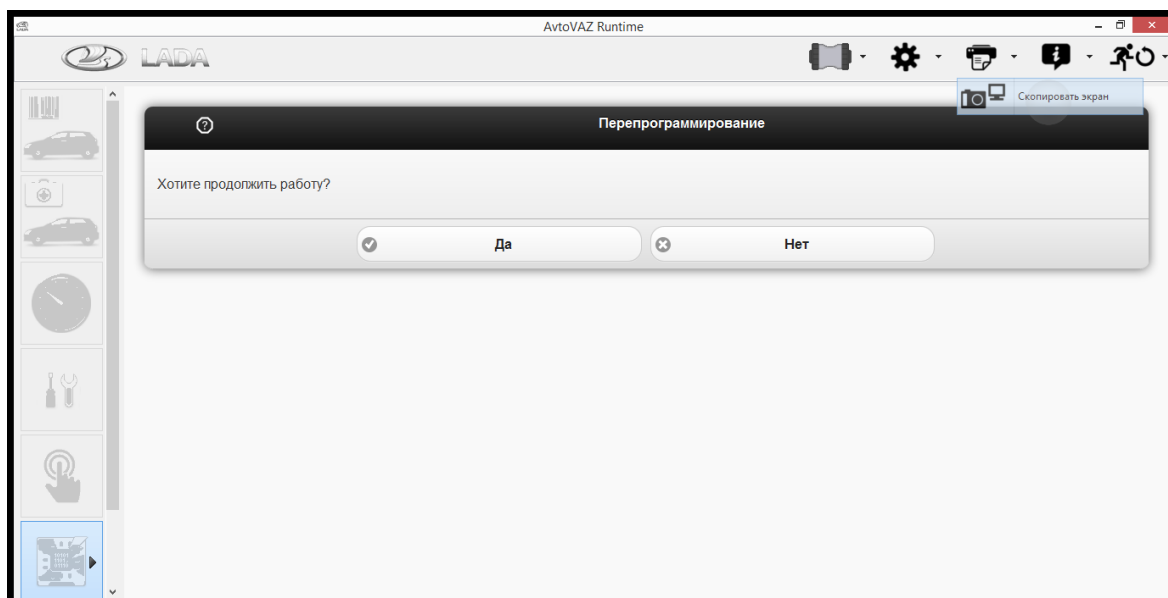 AvtoVAZ Runtime
LADA
Скопировать экран
Перепрограммирование
Хотите продолжить работу?
Да
Нет